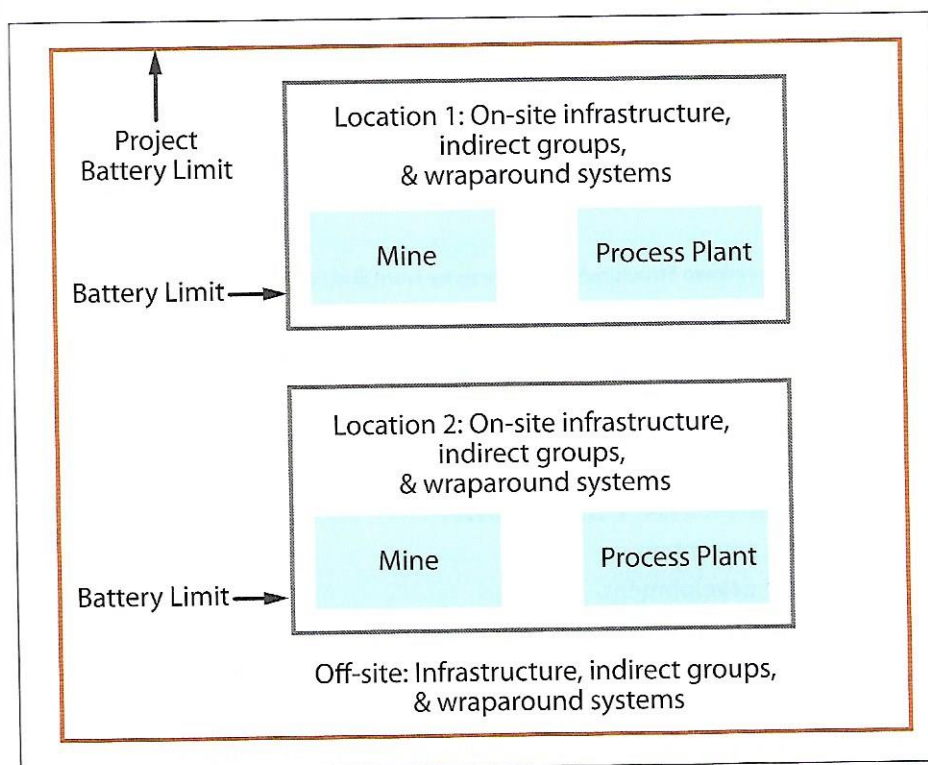 Project
Battery Limit
Location 1: On-site infrastructure,
indirect groups,
& wraparound systems
Mine
Process Plant
Battery Limit
Location 2: On-site infrastructure,
indirect groups,
& wraparound systems
Mine
Process Plant
Battery Limit
Off-site: Infrastructure, indirect groups,
& wraparound systems